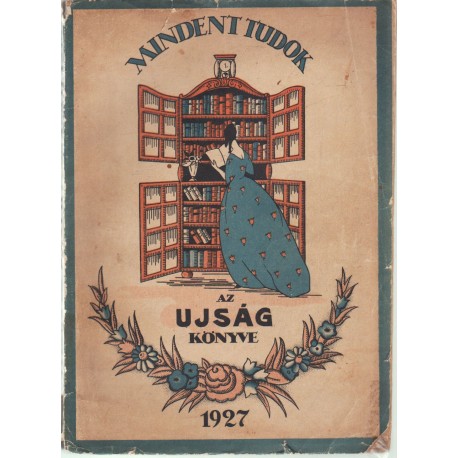 MINDENT TUDOK
AZ
UJSÁG
KÖNYVE
1927